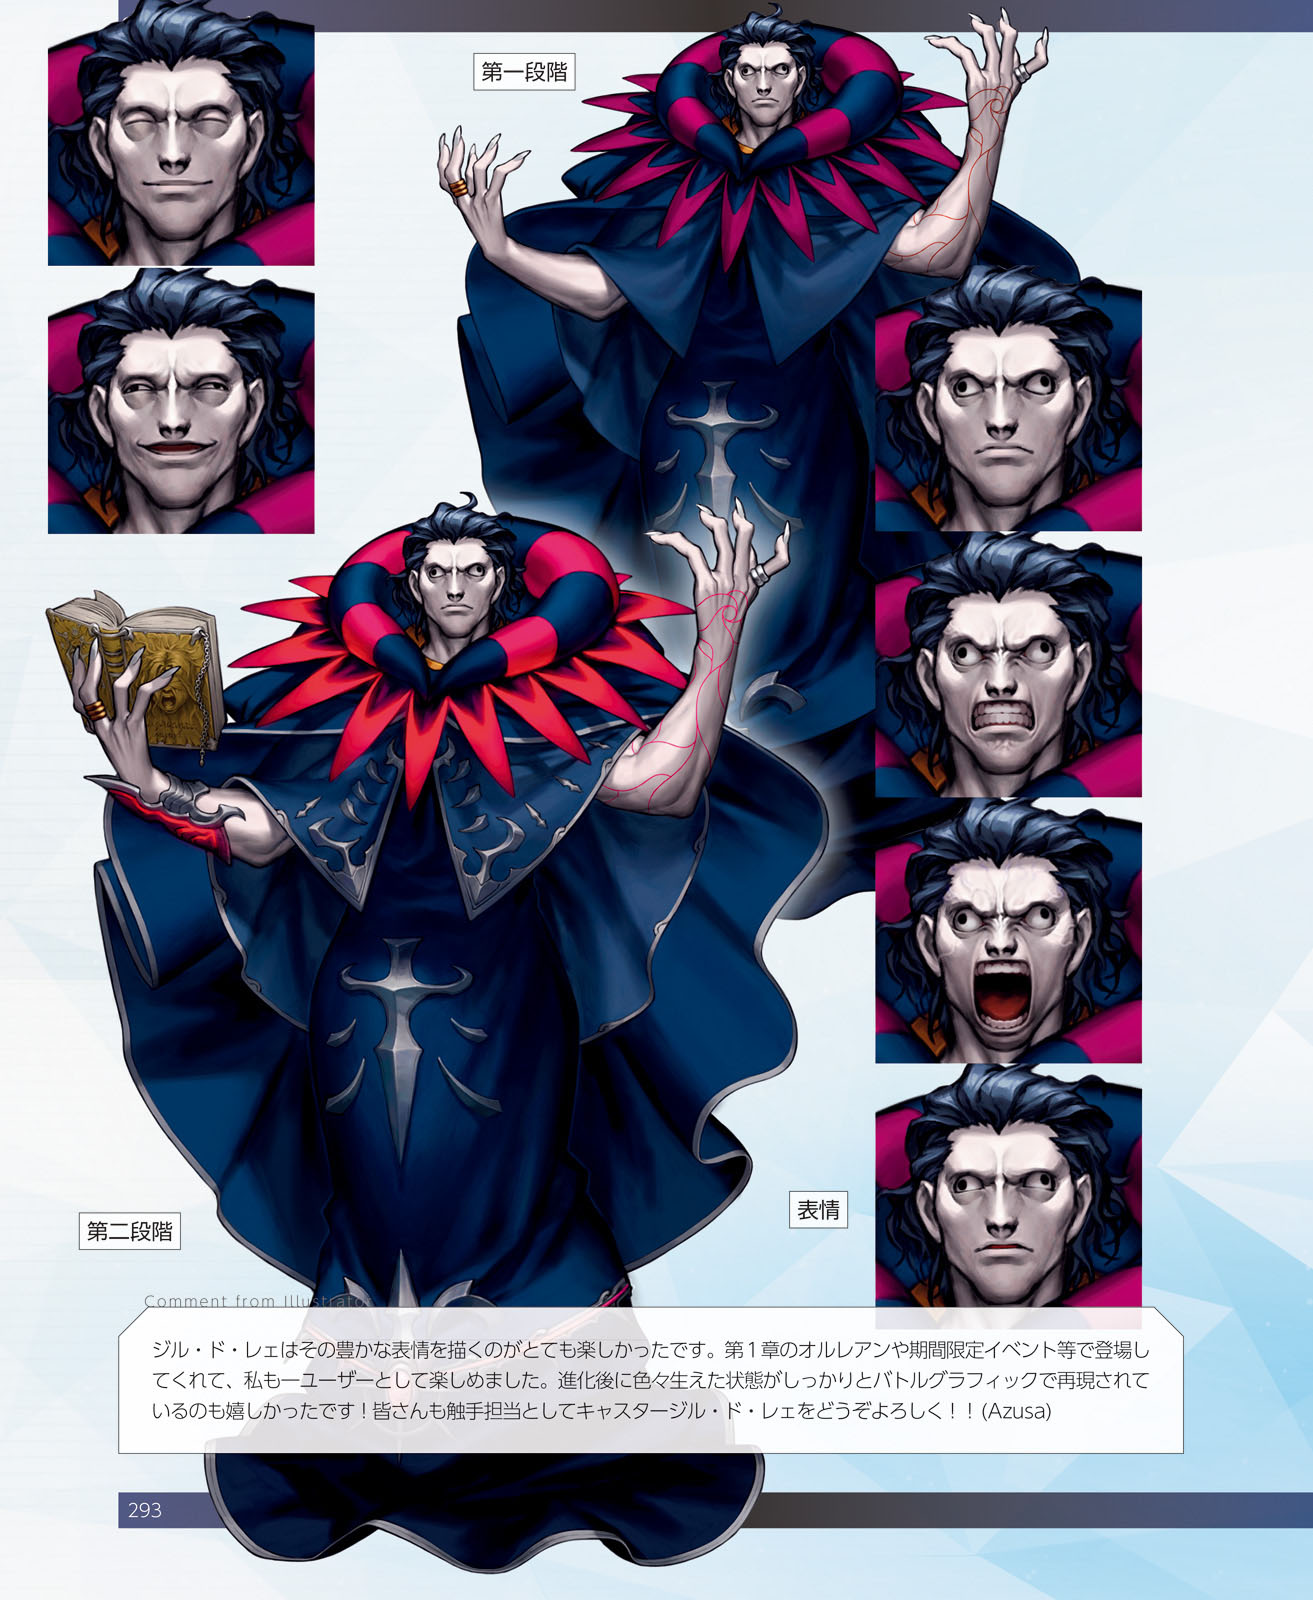 第一段階
第二段階
表情
Comment from Illustrator
ジル・ド・レェはその豊かな表情を描くのがとても楽しかったです。第１章のオルレアンや期間限定イベント等で登場し
てくれて、私も一ユーザーとして楽しめました。進化後に色々生えた状態がしっかりとバトルグラフィックで再現されて
いるのも嬉しかったです！皆さんも触手担当としてキャスタージル・ド・レェをどうぞよろしく！！(Azusa)
293